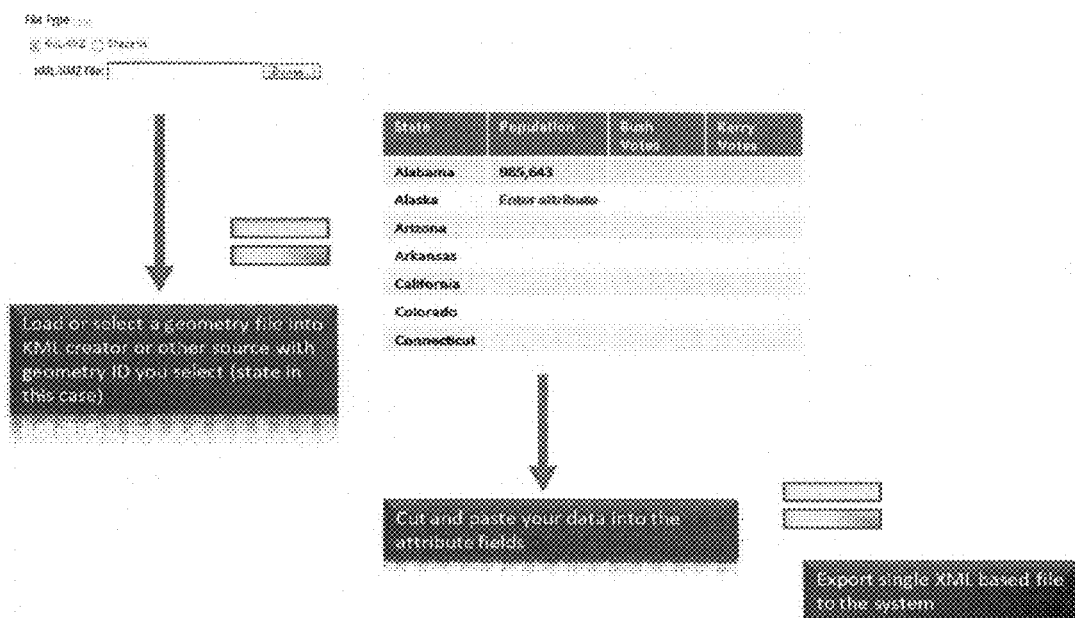 File Type
KML/KMZ
KML/KMZ File:
State Population Bush Votes Kerry Votes
Alabama 985,643
Alaska Enter attribute
Arizona
Arkansas
California
Colorado
Connecticut
Load or select a geometry file into
KML creator or other source with
geometry ID you select (state in
this case)
Cut and paste your data into the
attribute fields
Export single XML based file
to the system